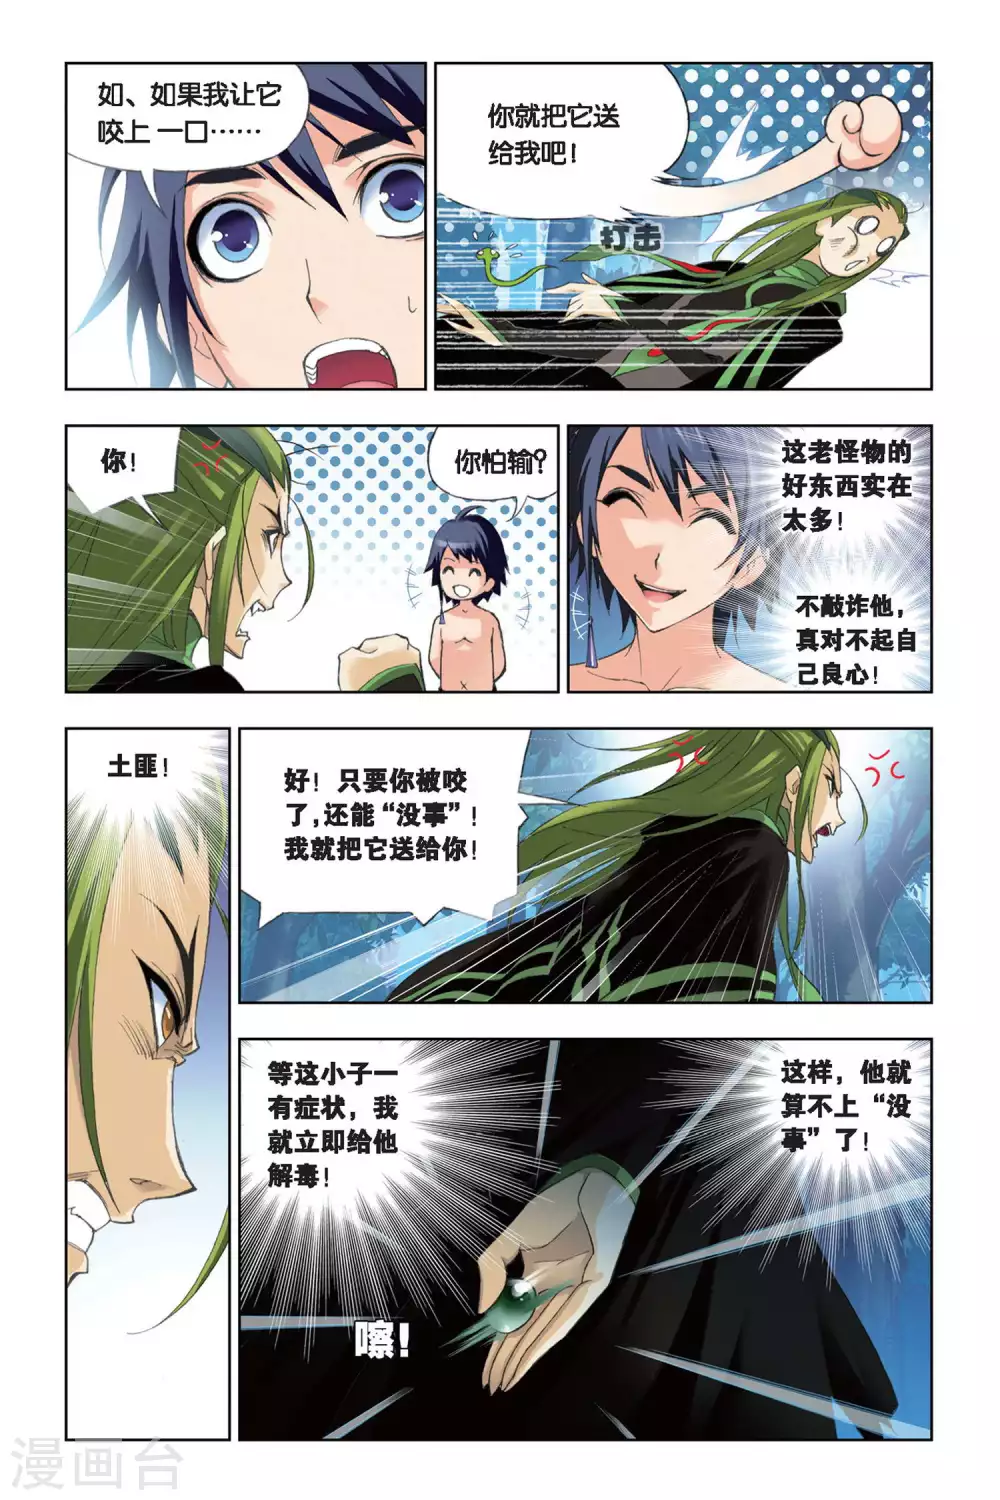 如、如果我让它
咬上一口……
你就把它送
给我吧！
打击
你！
你怕输？
这老怪物的
好东西实在
太多！
不敲诈他，
真对不起自
己良心！
土匪！
好！只要你被咬
了，还能“没事”！
我就把它送给你！
等这小子一
有症状，我
就立即给他
解毒！
这样，他就
算不上“没
事”了！
嚓！
漫画台